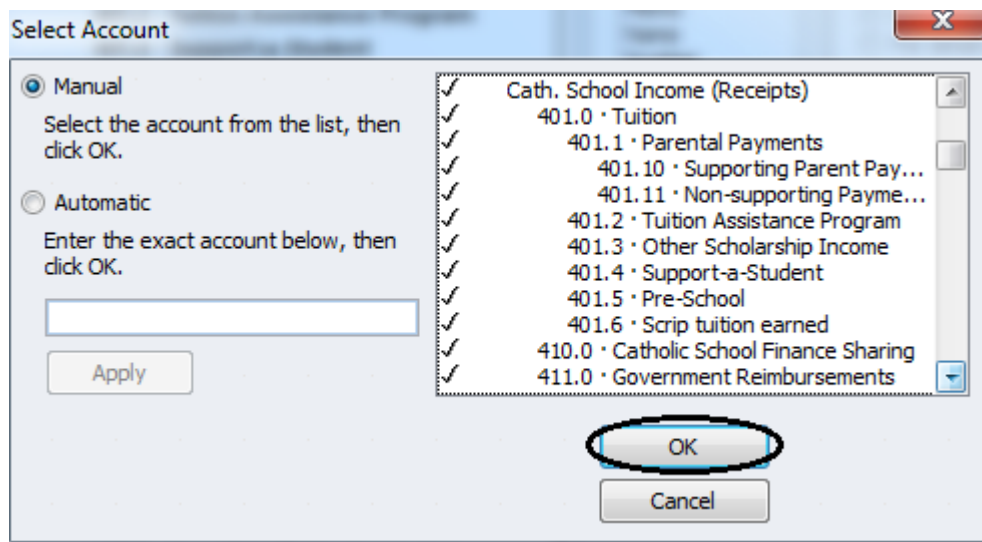 Select Account
Manual
Select the account from the list, then
click OK.
Automatic
Enter the exact account below, then
click OK.
Apply
Cath. School Income (Receipts)
401.0 · Tuition
401.1 · Parental Payments
401.10 · Supporting Parent Pay...
401.11 · Non-supporting Payme...
401.2 · Tuition Assistance Program
401.3 · Other Scholarship Income
401.4 · Support-a-Student
401.5 · Pre-School
401.6 · Scrip tuition earned
410.0 · Catholic School Finance Sharing
411.0 · Government Reimbursements
OK
Cancel